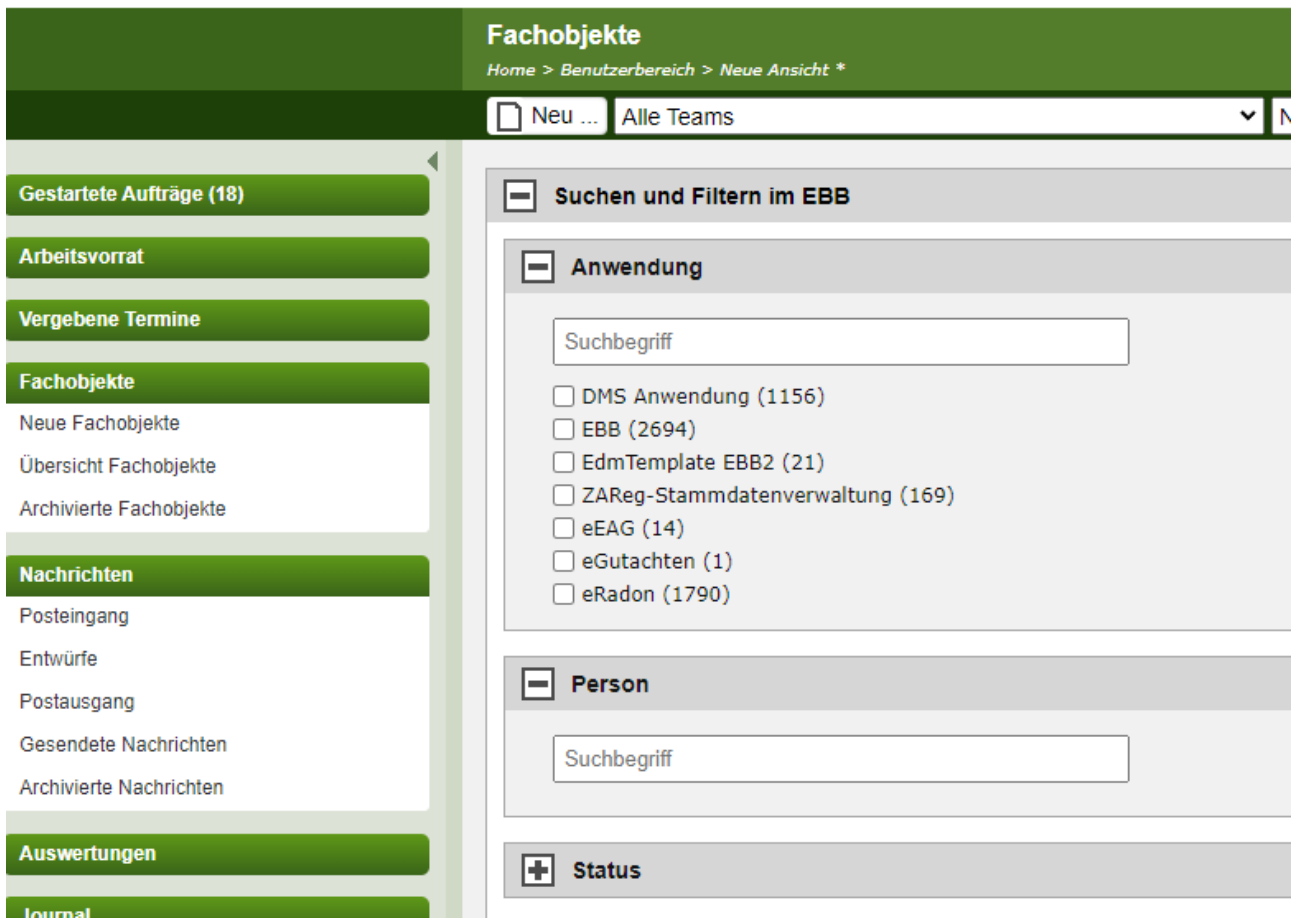 Fachobjekte
Home > Benutzerbereich > Neue Ansicht *
Neu ...
Alle Teams
N
Gestartete Aufträge (18)
Arbeitsvorrat
Vergebene Termine
Fachobjekte
Neue Fachobjekte
Übersicht Fachobjekte
Archivierte Fachobjekte
Nachrichten
Posteingang
Entwürfe
Postausgang
Gesendete Nachrichten
Archivierte Nachrichten
Auswertungen
Journal
Suchen und Filtern im EBB
Anwendung
Suchbegriff
DMS Anwendung (1156)
EBB (2694)
EdmTemplate EBB2 (21)
ZAReg-Stammdatenverwaltung (169)
eEAG (14)
eGutachten (1)
eRadon (1790)
Person
Suchbegriff
Status